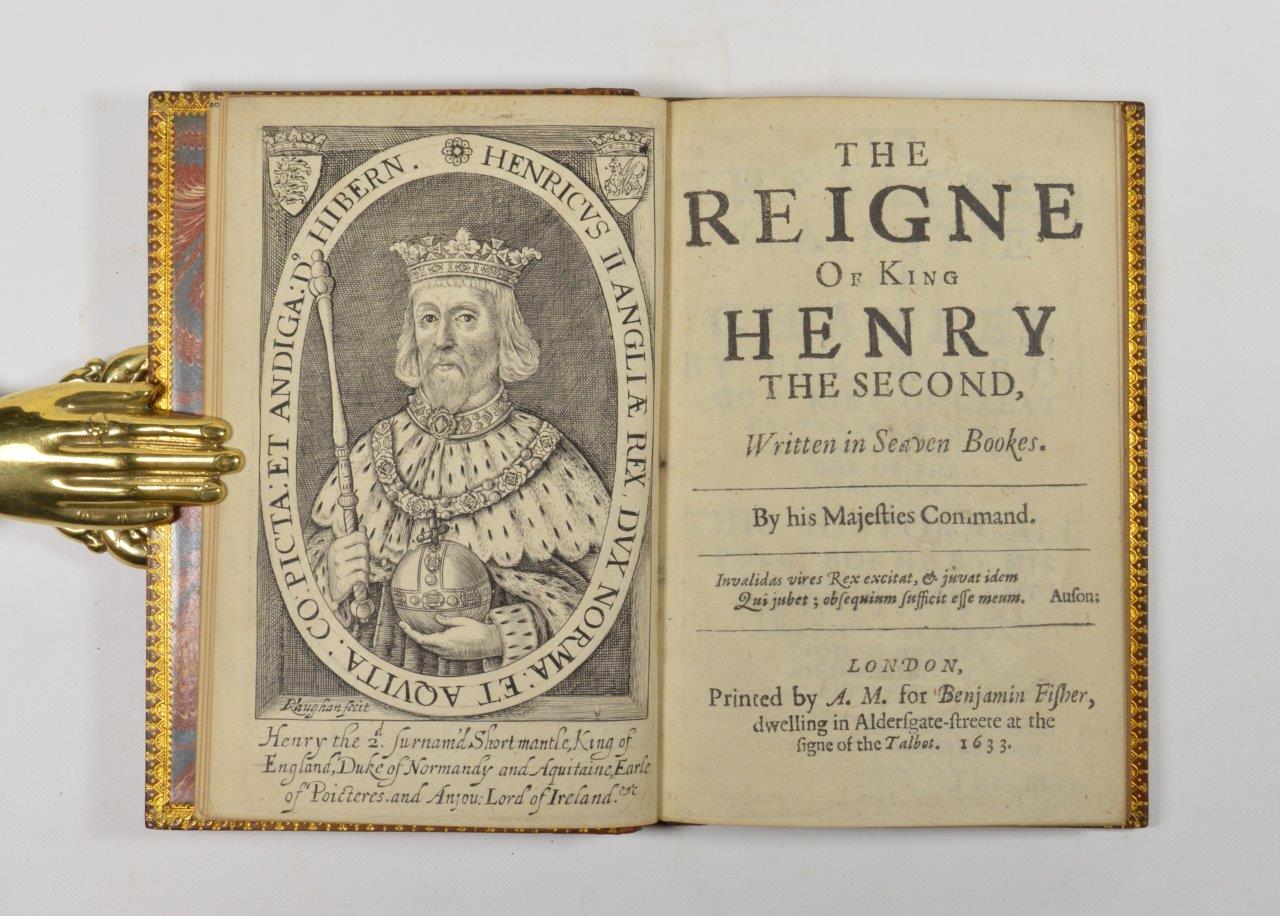 HENRICVS II ANGLIÆ REX, DVX NORMA: ET AQVITA: CO: PICTA: ET ANDIGA: Dº HIBERN.
Vaughan fecit
Henry the 2.d surnam'd Short mantle, King of
England, Duke of Normandy and Aquitaine, Earle
of Poicteres. and Anjou: Lord of Ireland. &c
THE
REIGNE
OF KING
HENRY
THE SECOND,
Written in Seaven Bookes.
By his Majeſties Command.
Invalidas vires Rex excitat, & juvat idem
Qui jubet ; obſequium ſufficit eſſe meum. Auſon:
LONDON,
Printed by A. M. for Benjamin Fiſher,
dwelling in Alderſgate-ſtreete at the
ſigne of the Talbot. 1633.